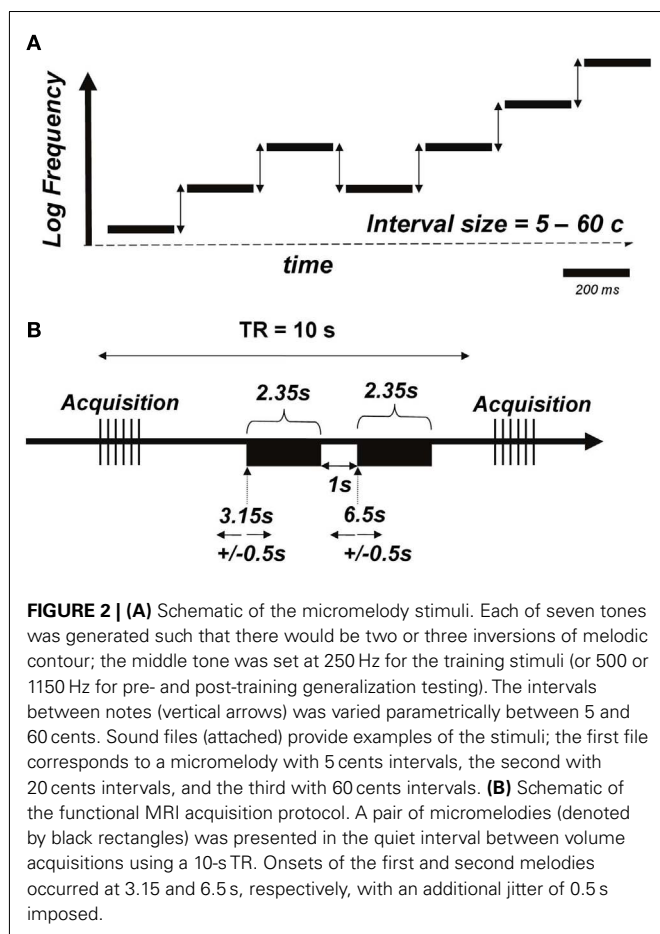 A
Log Frequency
Interval size = 5 – 60 c
time
200 ms
B
TR = 10 s
Acquisition
2.35s
2.35s
Acquisition
1s
3.15s
6.5s
+/-0.5s
+/-0.5s
FIGURE 2 | (A) Schematic of the micromelody stimuli. Each of seven tones
was generated such that there would be two or three inversions of melodic
contour; the middle tone was set at 250 Hz for the training stimuli (or 500 or
1150 Hz for pre- and post-training generalization testing). The intervals
between notes (vertical arrows) was varied parametrically between 5 and
60 cents. Sound files (attached) provide examples of the stimuli; the first file
corresponds to a micromelody with 5 cents intervals, the second with
20 cents intervals, and the third with 60 cents intervals. (B) Schematic of
the functional MRI acquisition protocol. A pair of micromelodies (denoted
by black rectangles) was presented in the quiet interval between volume
acquisitions using a 10-s TR. Onsets of the first and second melodies
occurred at 3.15 and 6.5 s, respectively, with an additional jitter of 0.5 s
imposed.